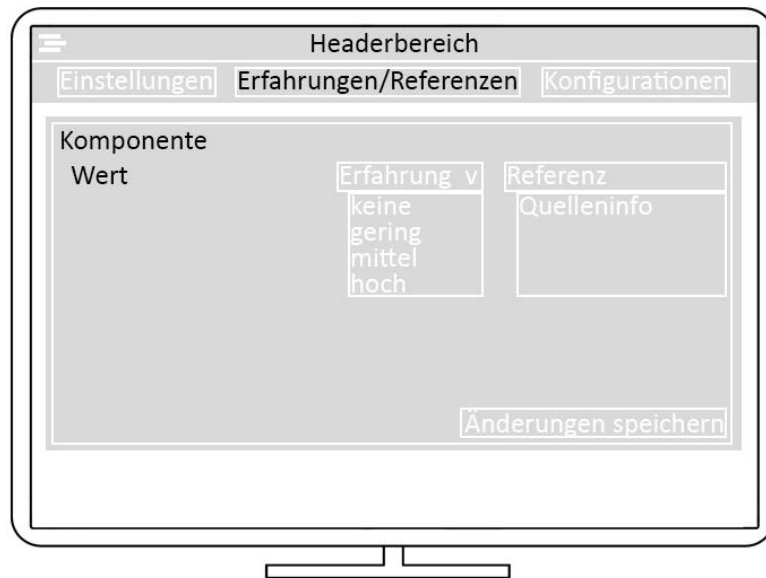 Headerbereich
Einstellungen Erfahrungen/Referenzen Konfigurationen
Komponente
Wert Erfahrung v Referenz
keine Quelleninfo
gering
mittel
hoch
Änderungen speichern